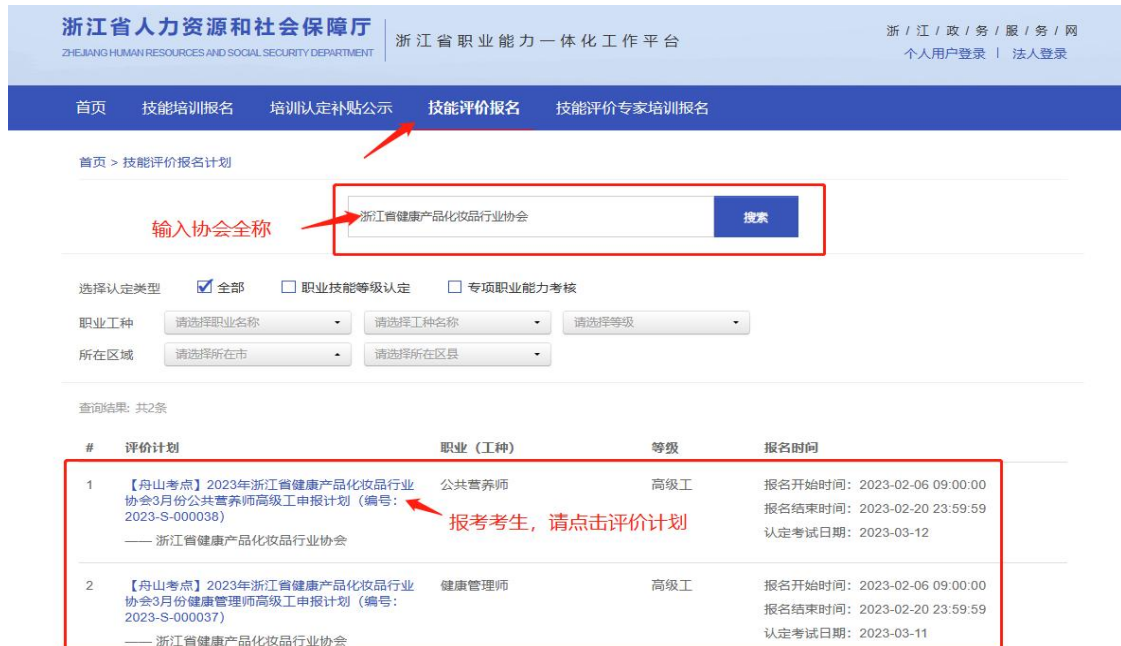 浙江省人力资源和社会保障厅
ZHEJIANG HUMAN RESOURCES AND SOCIAL SECURITY DEPARTMENT
浙江省职业能力一体化工作平台
浙 / 江 / 政 / 务 / 服 / 务 / 网
个人用户登录 | 法人登录
首页 技能培训报名 培训认定补贴公示 技能评价报名 技能评价专家培训报名
首页 > 技能评价报名计划
输入协会全称
浙江省健康产品化妆品行业协会 搜索
选择认定类型 全部 职业技能等级认定 专项职业能力考核
职业工种 请选择职业名称 请选择工种名称 请选择等级
所在区域 请选择所在市 请选择所在区县
查询结果: 共2条
# 评价计划 职业（工种） 等级 报名时间
1 【舟山考点】2023年浙江省健康产品化妆品行业 公共营养师 高级工 报名开始时间：2023-02-06 09:00:00
协会3月份公共营养师高级工申报计划（编号： 报名结束时间：2023-02-20 23:59:59
2023-S-000038)
报考考生，请点击评价计划
认定考试日期：2023-03-12
—— 浙江省健康产品化妆品行业协会
2 【舟山考点】2023年浙江省健康产品化妆品行业 健康管理师 高级工 报名开始时间：2023-02-06 09:00:00
协会3月份健康管理师高级工申报计划（编号： 报名结束时间：2023-02-20 23:59:59
2023-S-000037)
认定考试日期：2023-03-11
—— 浙江省健康产品化妆品行业协会